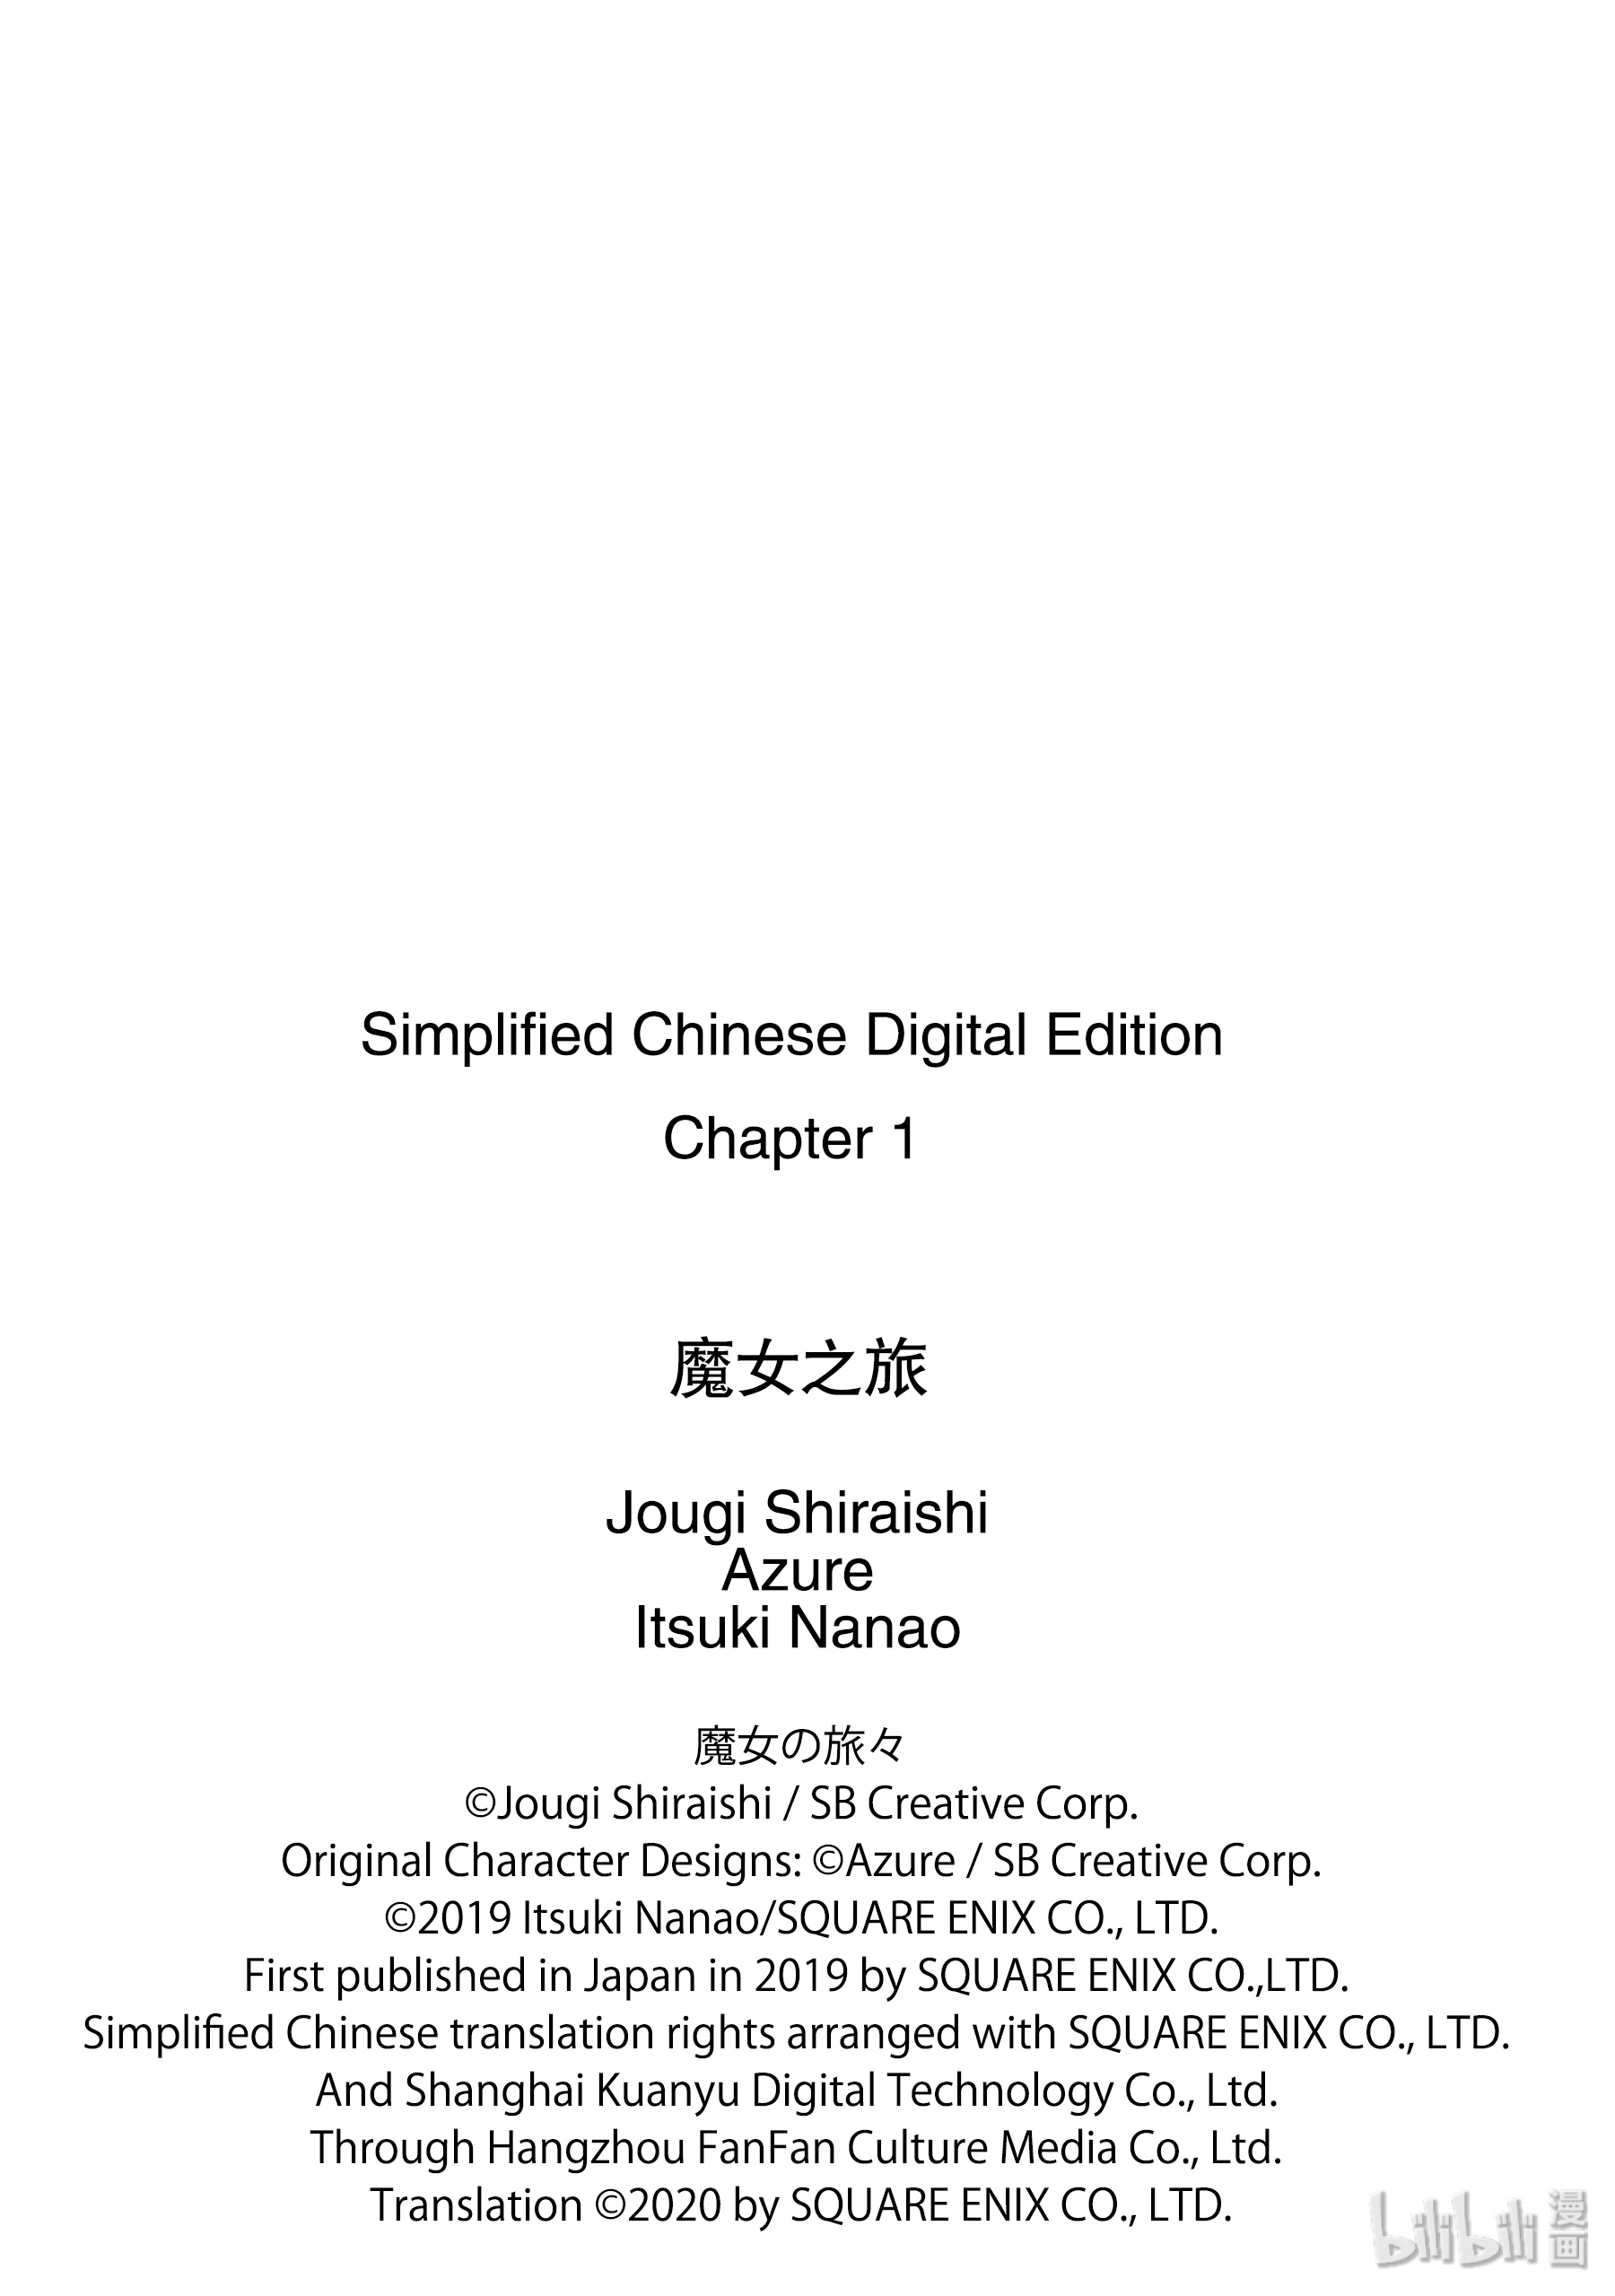 Simplified Chinese Digital Edition
Chapter 1
魔女之旅
Jougi Shiraishi
Azure
Itsuki Nanao
魔女の旅々
©Jougi Shiraishi / SB Creative Corp.
Original Character Designs: ©Azure / SB Creative Corp.
©2019 Itsuki Nanao/SQUARE ENIX CO., LTD.
First published in Japan in 2019 by SQUARE ENIX CO.,LTD.
Simplified Chinese translation rights arranged with SQUARE ENIX CO., LTD.
And Shanghai Kuanyu Digital Technology Co., Ltd.
Through Hangzhou FanFan Culture Media Co., Ltd.
Translation ©2020 by SQUARE ENIX CO., LTD.
bilibili 漫画